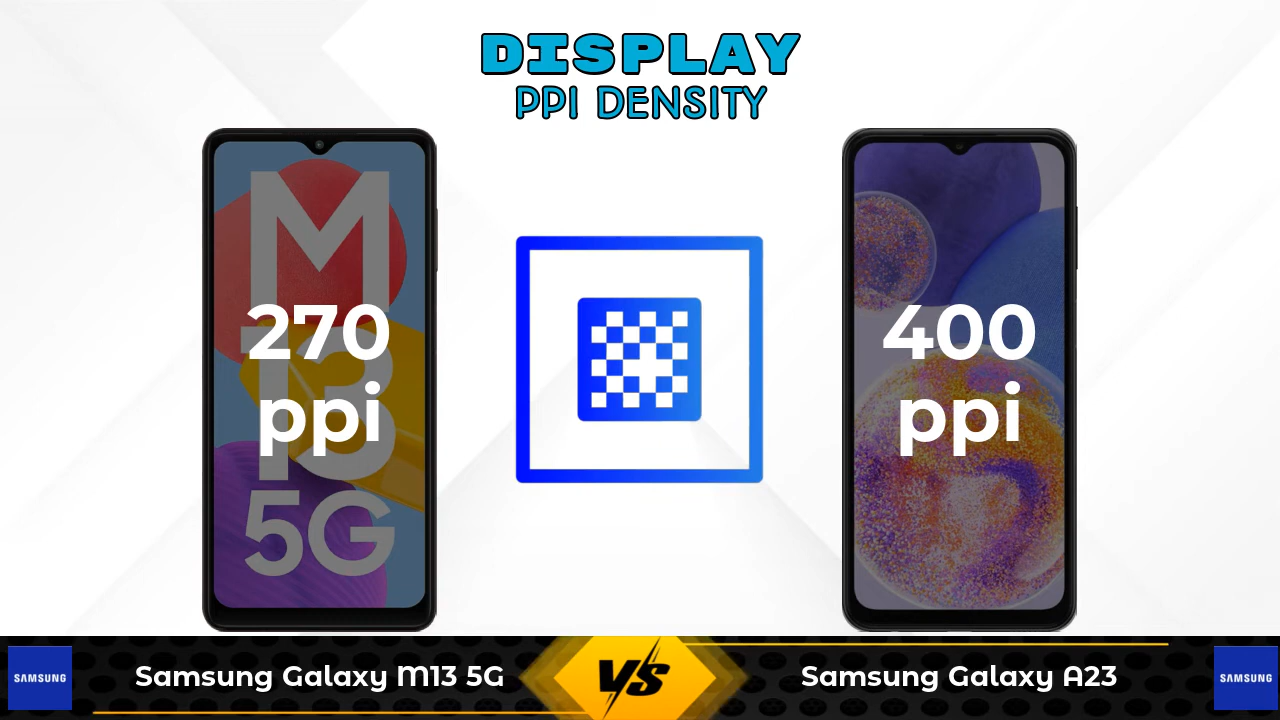 DISPLAY
PPI DENSITY
M
13
5G
270
ppi
400
ppi
SAMSUNG
Samsung Galaxy M13 5G
VS
Samsung Galaxy A23
SAMSUNG